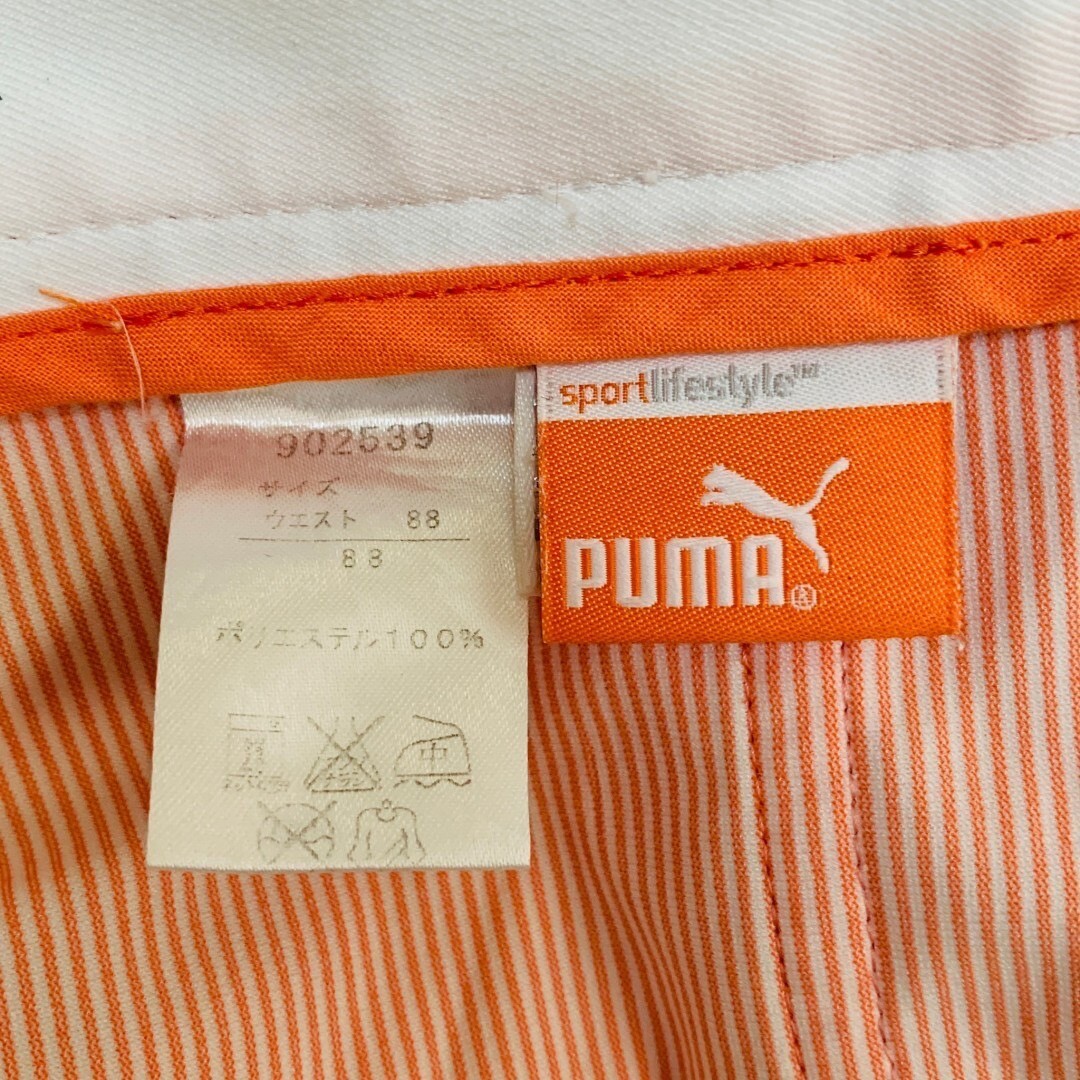 902539
サイズ
ウエスト 88
88
ポリエステル100%
中
sportlifestyle™
PUMA®